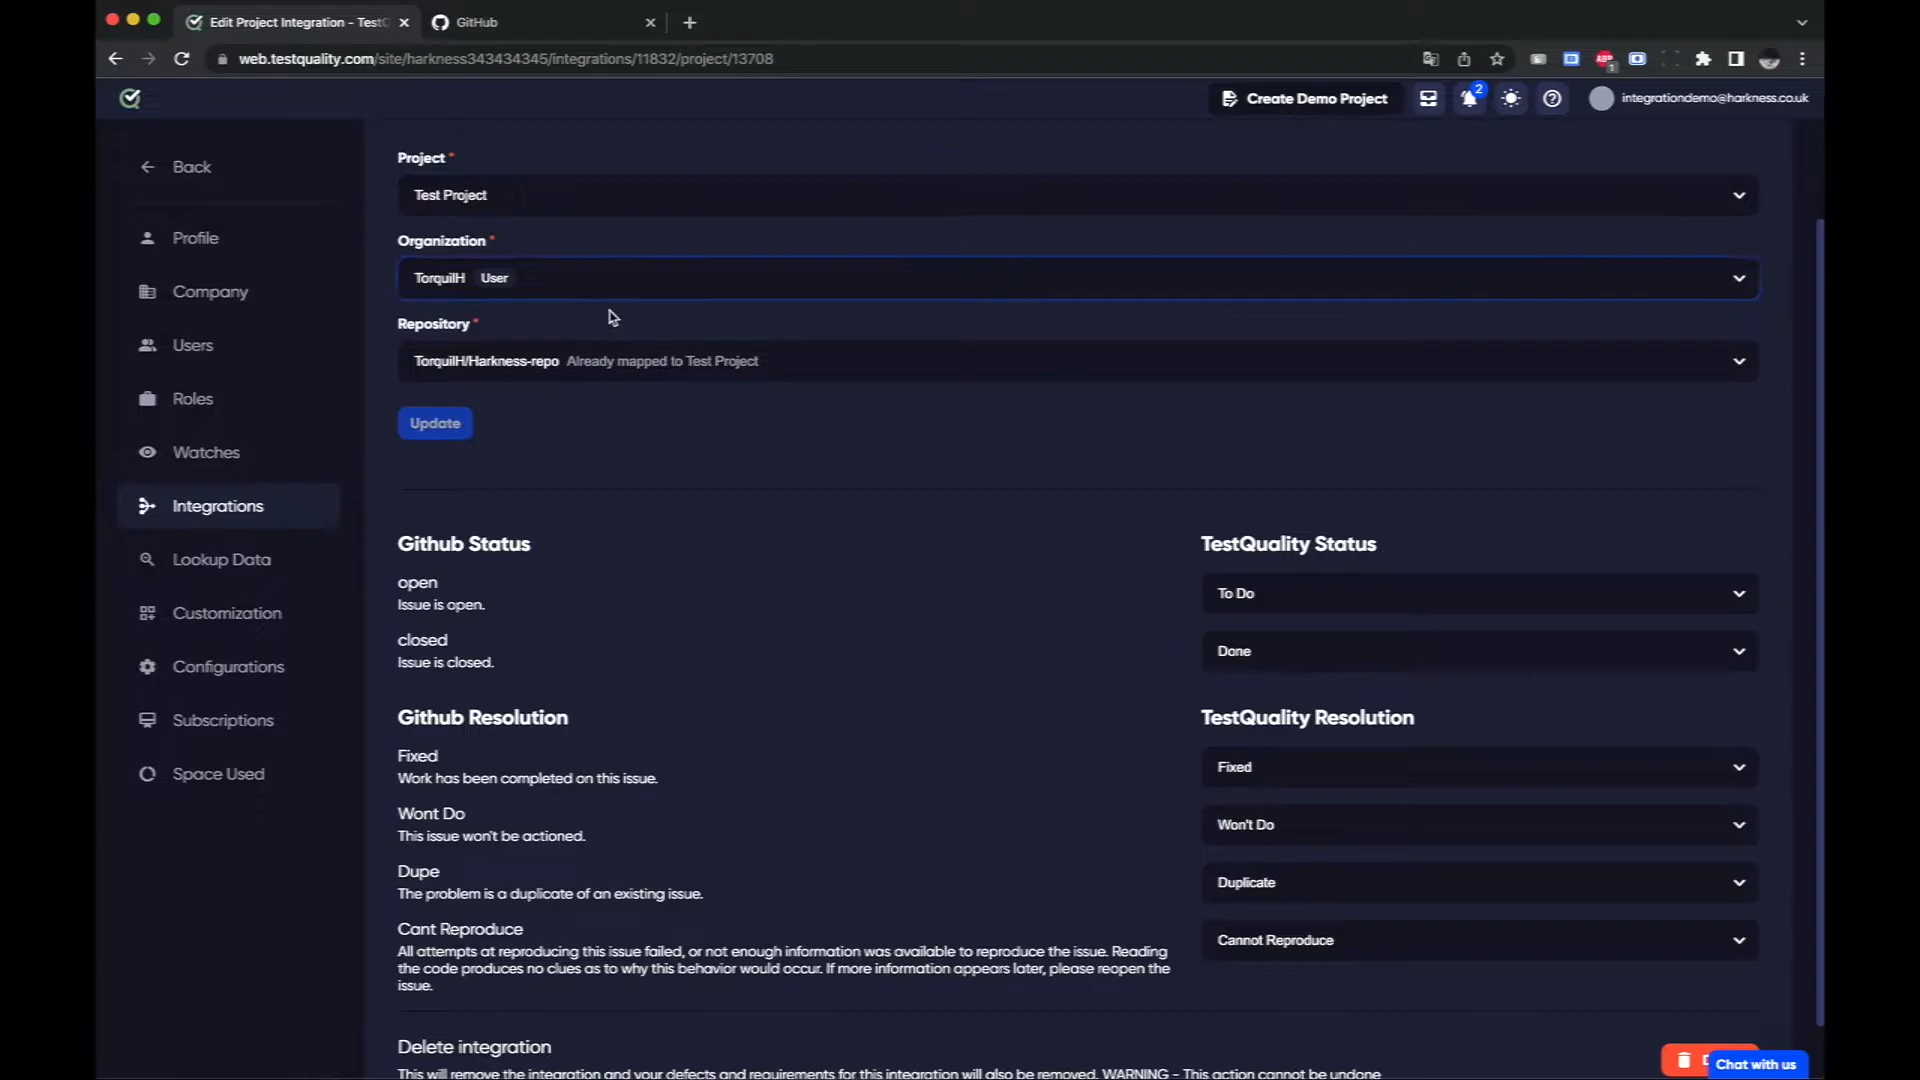 Edit Project Integration - Test
GitHub
web.testquality.com/site/harkness343434345/integrations/11832/project/13708
ABP
1
Create Demo Project
2
integrationdemo@harkness.co.uk
Back
Profile
Company
Users
Roles
Watches
Integrations
Lookup Data
Customization
Configurations
Subscriptions
Space Used
Project *
Test Project
Organization *
TorquilH User
Repository *
TorquilH/Harkness-repo Already mapped to Test Project
Update
Github Status
TestQuality Status
open
Issue is open.
To Do
closed
Issue is closed.
Done
Github Resolution
TestQuality Resolution
Fixed
Work has been completed on this issue.
Fixed
Wont Do
This issue won't be actioned.
Won't Do
Dupe
The problem is a duplicate of an existing issue.
Duplicate
Cant Reproduce
All attempts at reproducing this issue failed, or not enough information was available to reproduce the issue. Reading
the code produces no clues as to why this behavior would occur. If more information appears later, please reopen the
issue.
Cannot Reproduce
Delete integration
This will remove the integration and your defects and requirements for this integration will also be removed. WARNING - This action cannot be undone
Chat with us